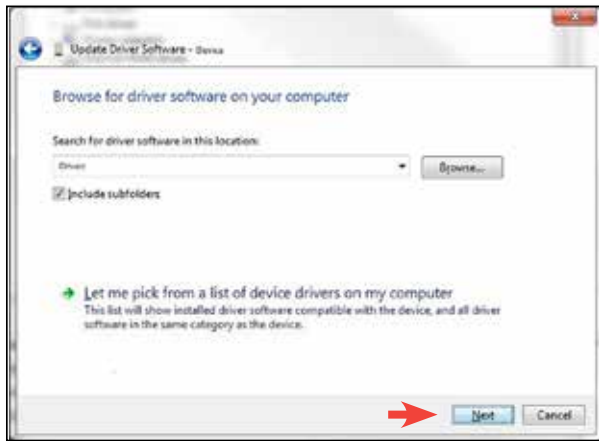 Update Driver Software - Device
Browse for driver software on your computer
Search for driver software in this location:
Driver
Browse...
Include subfolders
Let me pick from a list of device drivers on my computer
This list will show installed driver software compatible with the device, and all driver
software in the same category as the device.
Next
Cancel